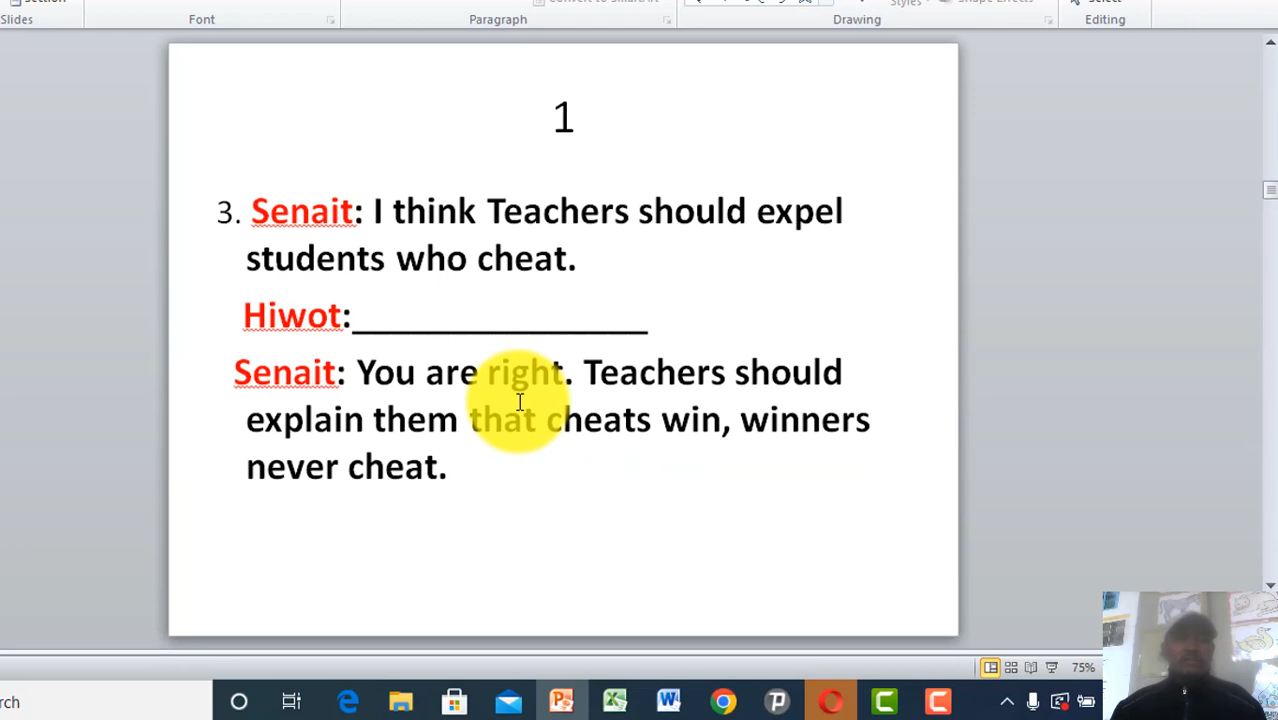 Slides
Font
Paragraph
Drawing
Editing
1
3. Senait: I think Teachers should expel
students who cheat.
Hiwot:________________
Senait: You are right. Teachers should
explain them that cheats win, winners
never cheat.
75%
rch